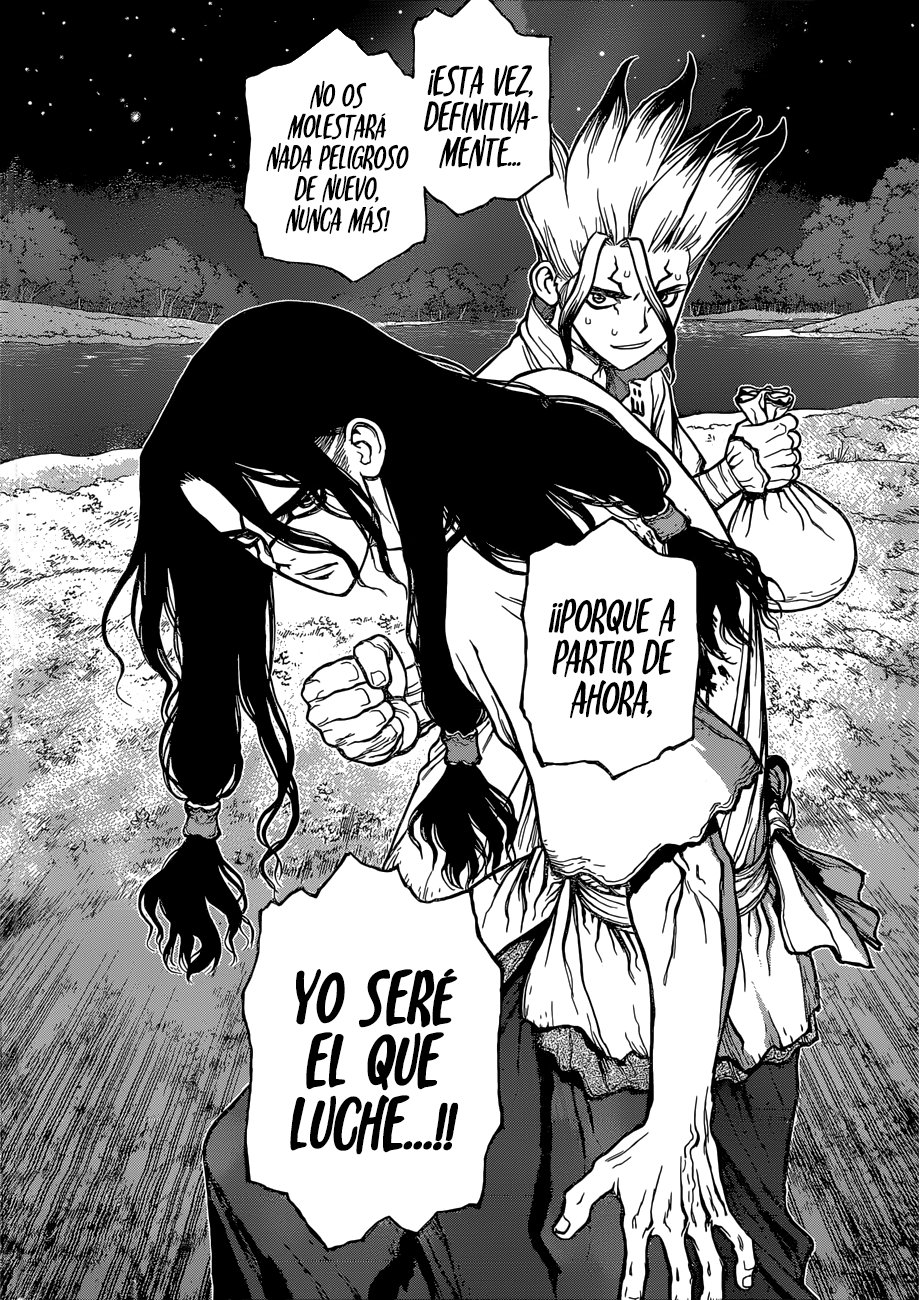 ¡ESTA VEZ,
DEFINITIVA-
MENTE...
NO OS
MOLESTARÁ
NADA PELIGROSO
DE NUEVO,
NUNCA MÁS!
¡¡PORQUE A
PARTIR DE
AHORA,
YO SERÉ
EL QUE
LUCHE...!!